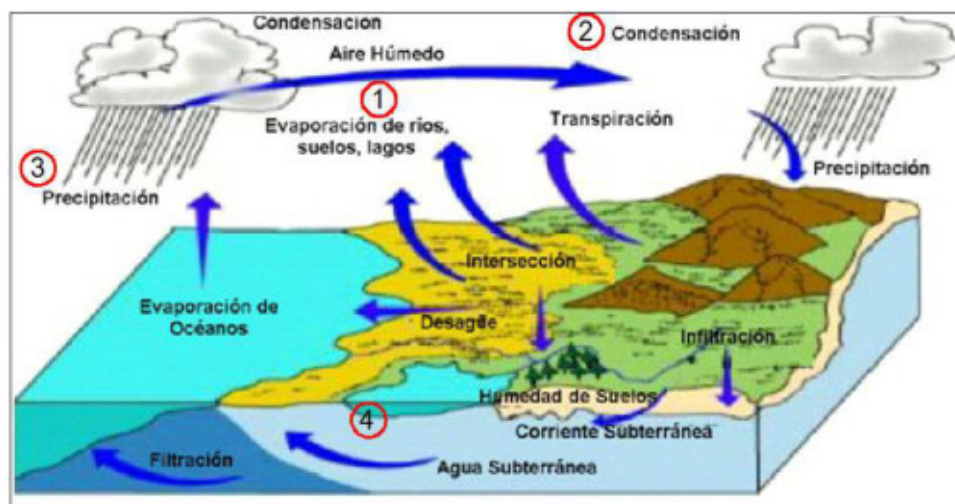 Condensacion
2 Condensación
Aire Húmedo
1
Evaporación de ríos,
suelos, lagos
Transpiración
3
Precipitación
Precipitación
Intersección
Evaporación de
Océanos
Desagüe
Infiltración
Humedad de Suelos
4
Corriente Subterránea
Filtración
Agua Subterránea